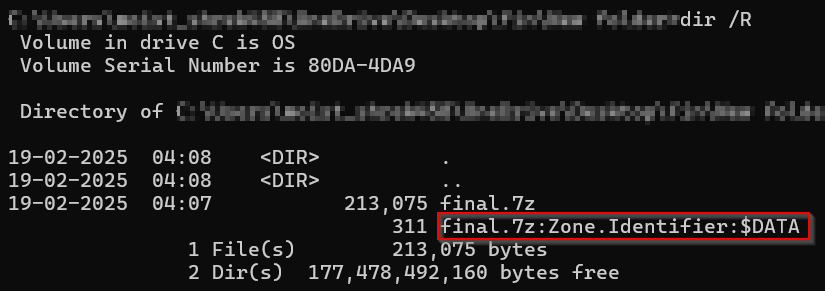 dir /R
Volume in drive C is OS
Volume Serial Number is 80DA-4DA9
Directory of
19-02-2025  04:08    <DIR>          .
19-02-2025  04:08    <DIR>          ..
19-02-2025  04:07           213,075 final.7z
311 final.7z:Zone.Identifier:$DATA
1 File(s)        213,075 bytes
2 Dir(s)  177,478,492,160 bytes free